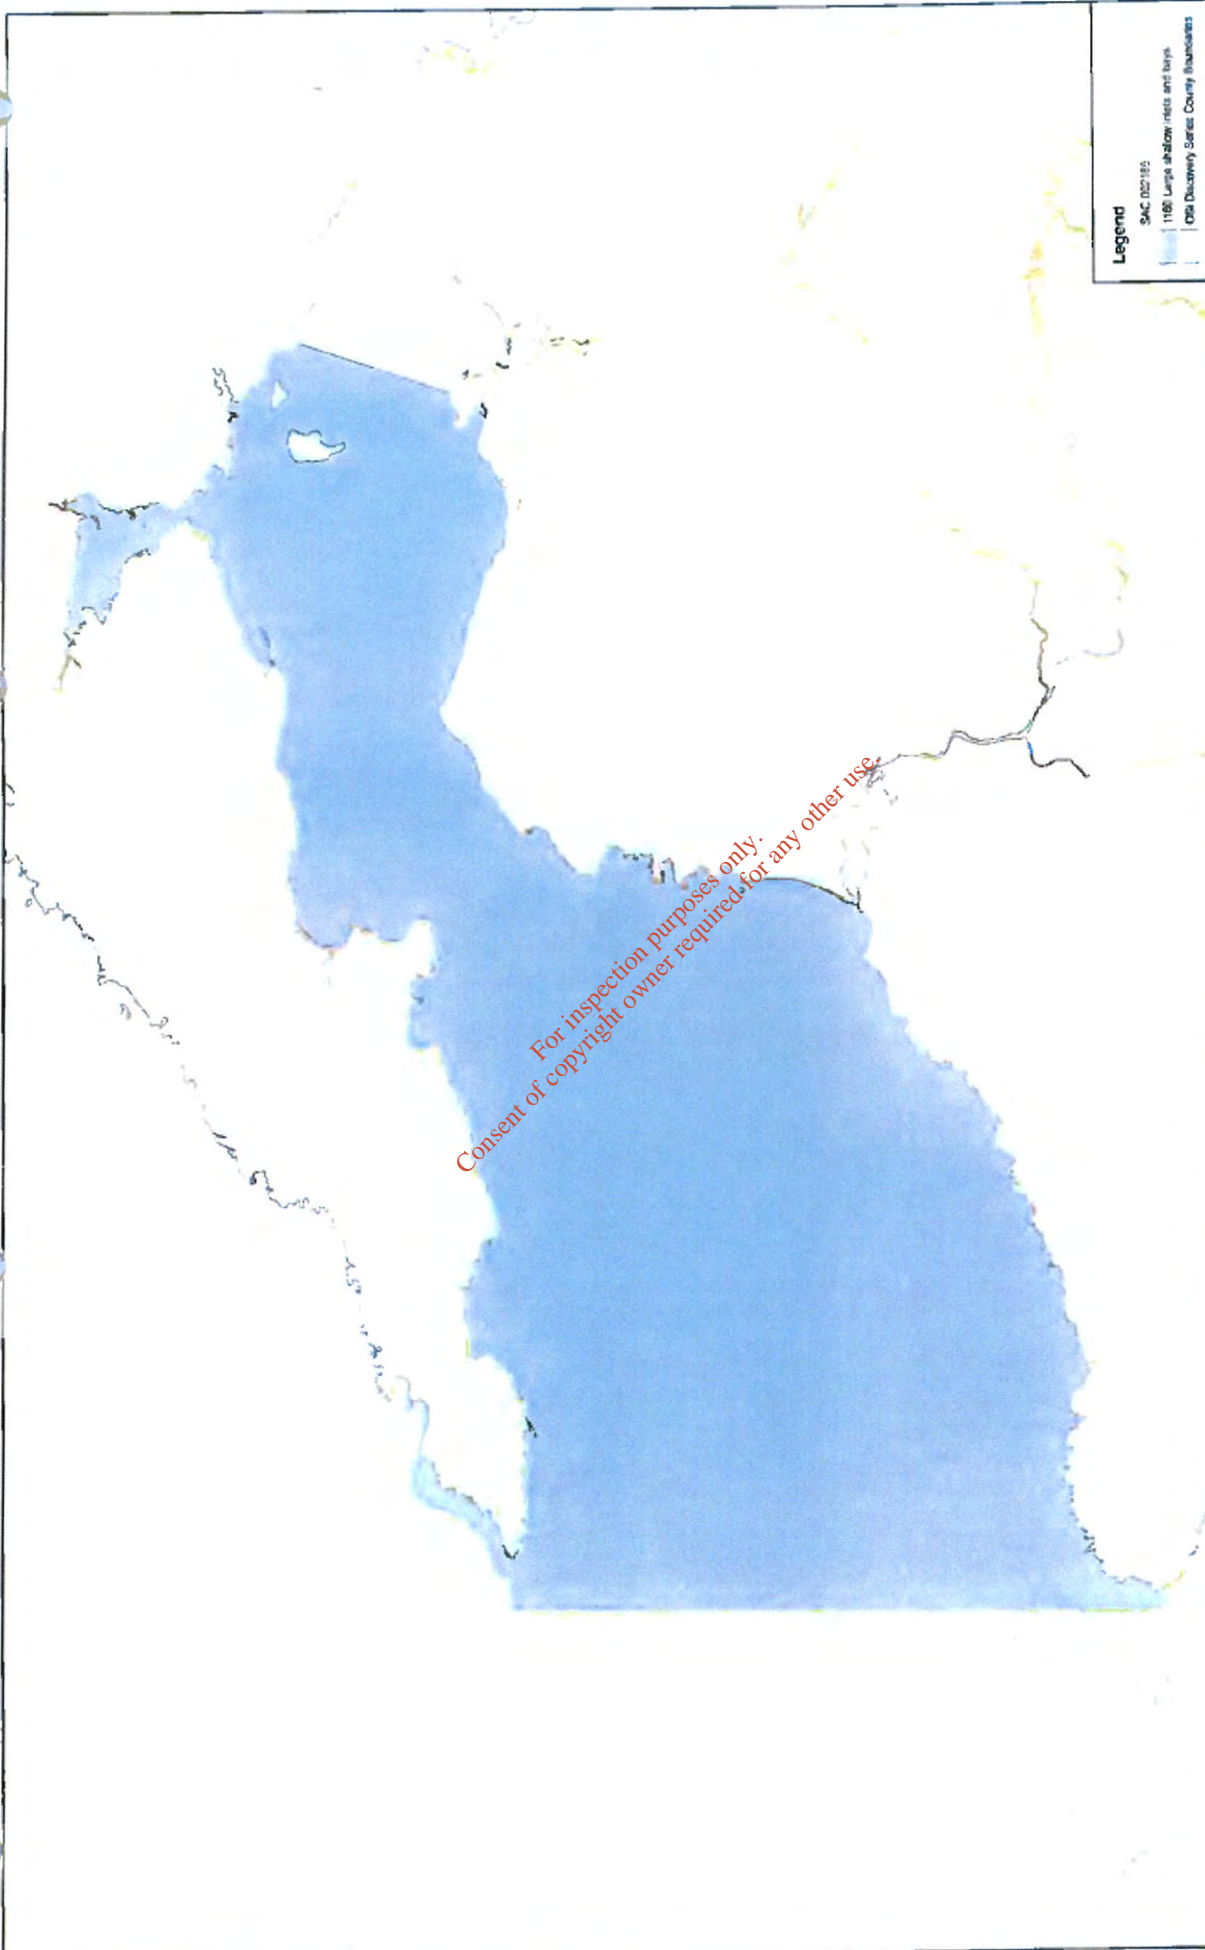 Legend
SAC 002165
1160 Large shallow inlets and bays
OSi Discovery Series County Boundaries
For inspection purposes only.
Consent of copyright owner required for any other use.